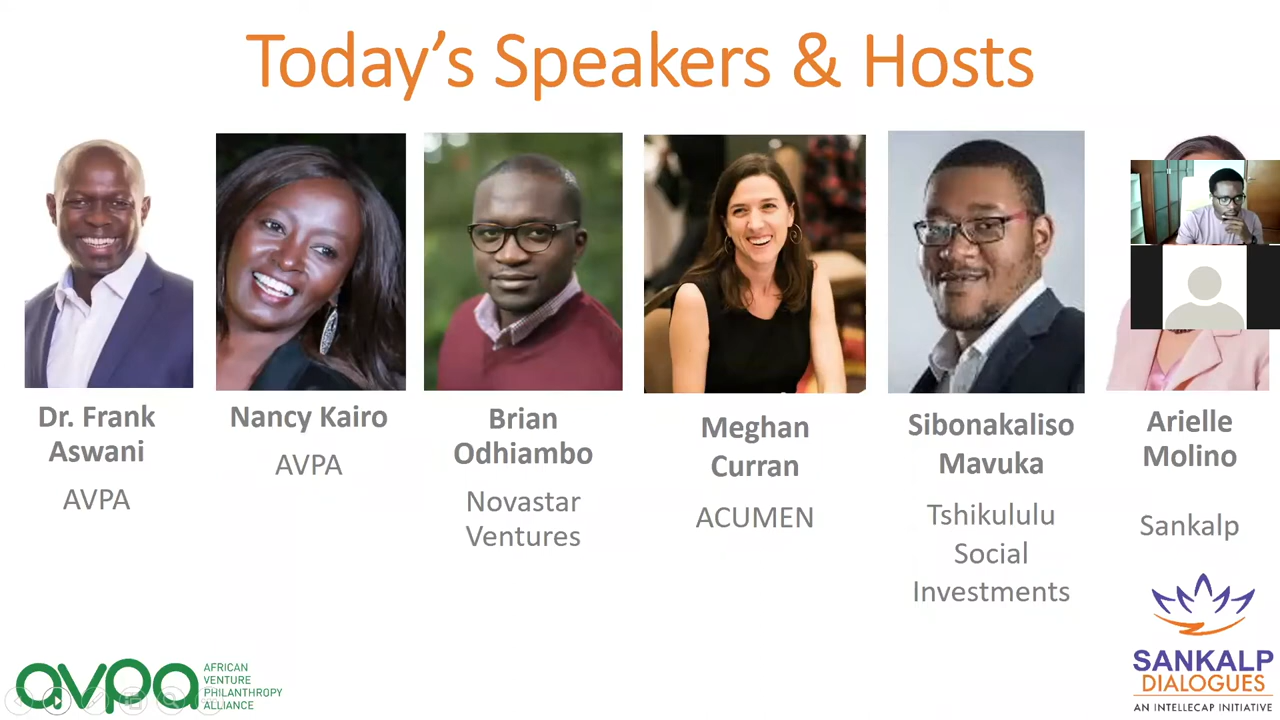 Today's Speakers & Hosts
Dr. Frank
Aswani
AVPA
Nancy Kairo
AVPA
Brian
Odhiambo
Novastar
Ventures
Meghan
Curran
ACUMEN
Sibonakaliso
Mavuka
Tshikululu
Social
Investments
Arielle
Molino
Sankalp
avpa
AFRICAN
VENTURE
PHILANTHROPY
ALLIANCE
SANKALP
DIALOGUES
AN INTELLECAP INITIATIVE